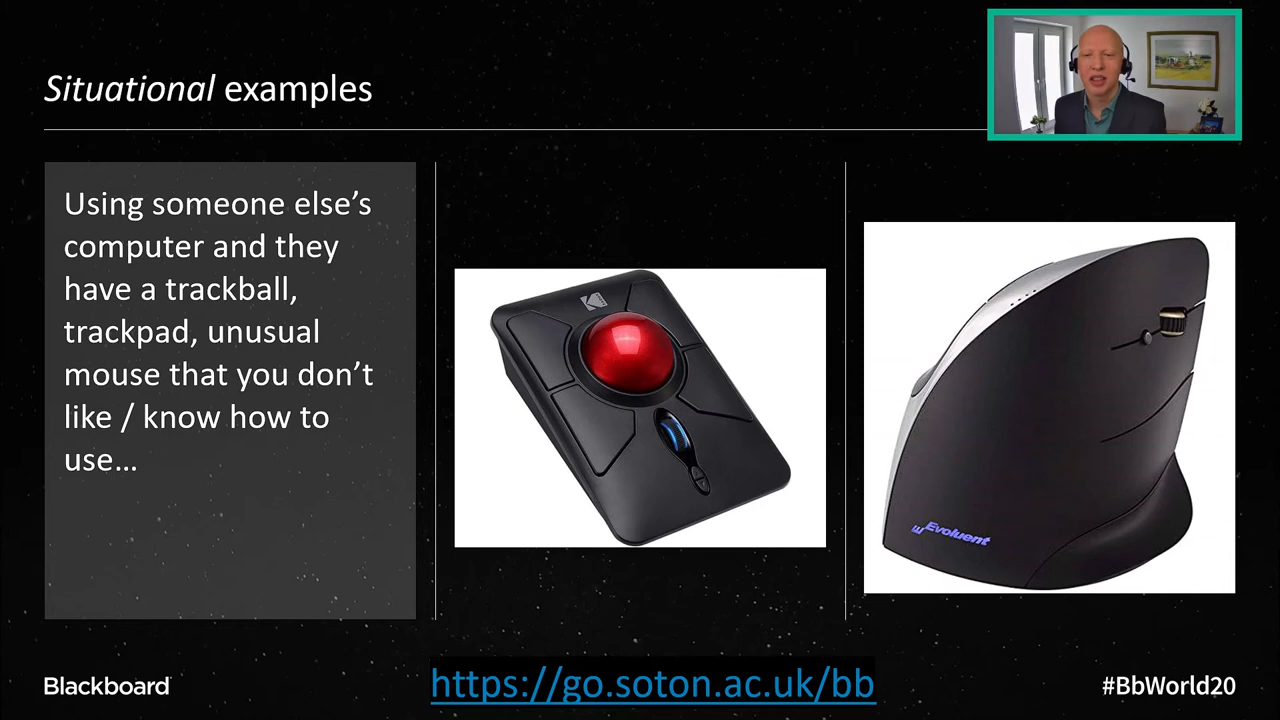 Situational examples
Using someone else’s
computer and they
have a trackball,
trackpad, unusual
mouse that you don’t
like / know how to
use…
Evoluent
Blackboard
https://go.soton.ac.uk/bb
#BbWorld20